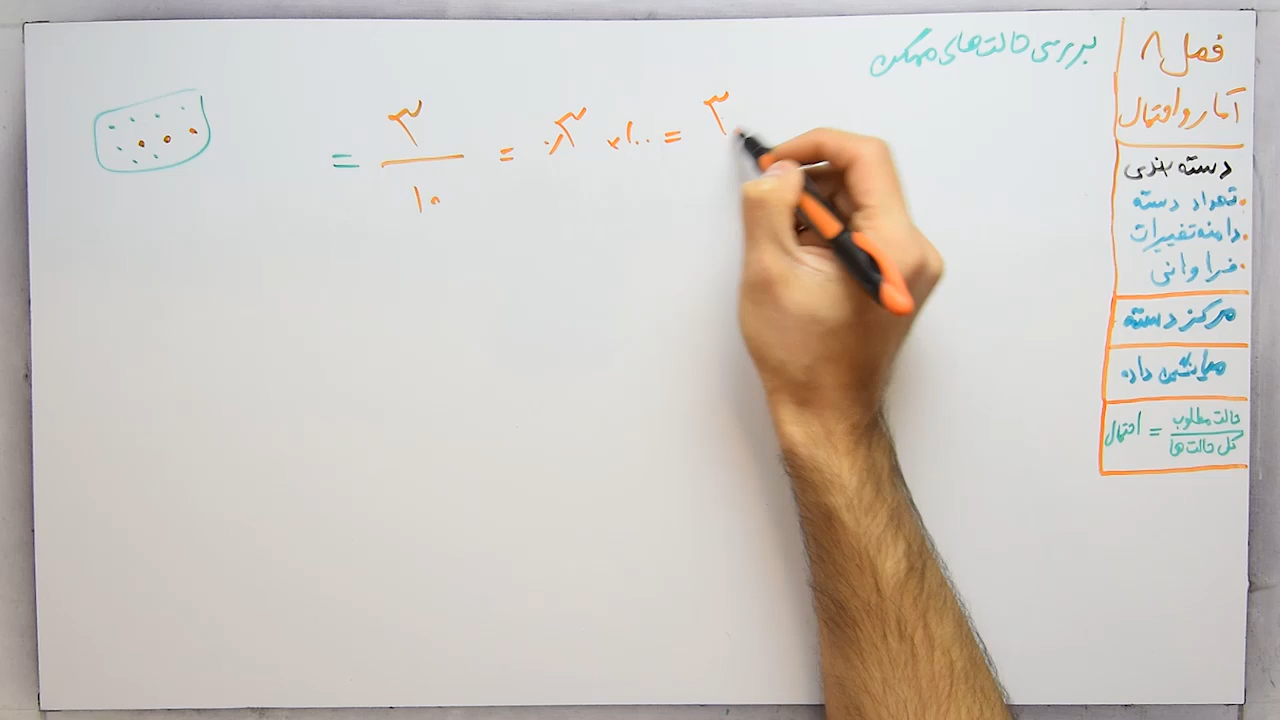 بررسی حالت‌های ممکن
= ۳/۱۰ = ۰٫۳ × ۱۰۰ = ۳
فصل ۸
آمار و احتمال
دسته بندی
• تعداد دسته
• دامنه تغییرات
• فراوانی
مرکز دسته
میانگین داده
احتمال = حالت مطلوب / کل حالت ها